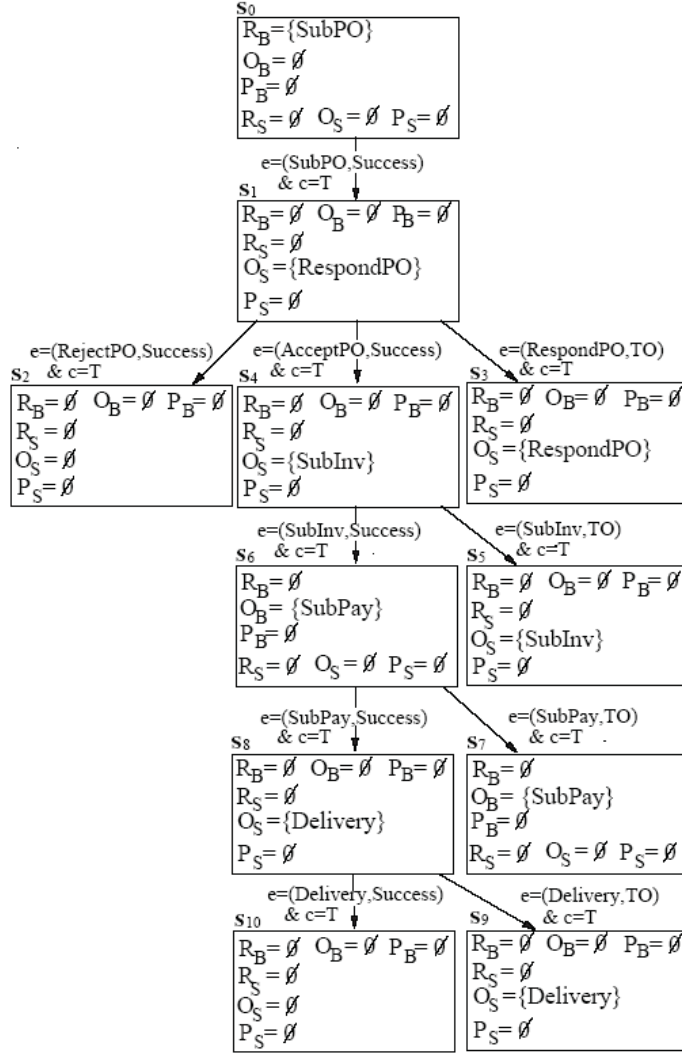 s0
RB={SubPO}
OB=∅
PB=∅
RS=∅ OS=∅ PS=∅
e=(SubPO,Success)
& c=T
s1
RB=∅ OB=∅ PB=∅
RS=∅
OS={RespondPO}
PS=∅
e=(RejectPO,Success)
& c=T
e=(AcceptPO,Success)
& c=T
e=(RespondPO,TO)
& c=T
s2
RB=∅ OB=∅ PB=∅
RS=∅
OS=∅
PS=∅
s4
RB=∅ OB=∅ PB=∅
RS=∅
OS={SubInv}
PS=∅
s3
RB=∅ OB=∅ PB=∅
RS=∅
OS={RespondPO}
PS=∅
e=(SubInv,Success)
& c=T
e=(SubInv,TO)
& c=T
s6
RB=∅
OB= {SubPay}
PB=∅
RS=∅ OS=∅ PS=∅
s5
RB=∅ OB=∅ PB=∅
RS=∅
OS={SubInv}
PS=∅
e=(SubPay,Success)
& c=T
e=(SubPay,TO)
& c=T
s8
RB=∅ OB=∅ PB=∅
RS=∅
OS={Delivery}
PS=∅
s7
RB=∅
OB= {SubPay}
PB=∅
RS=∅ OS=∅ PS=∅
e=(Delivery,Success)
& c=T
e=(Delivery,TO)
& c=T
s10
RB=∅ OB=∅ PB=∅
RS=∅
OS=∅
PS=∅
s9
RB=∅ OB=∅ PB=∅
RS=∅
OS={Delivery}
PS=∅